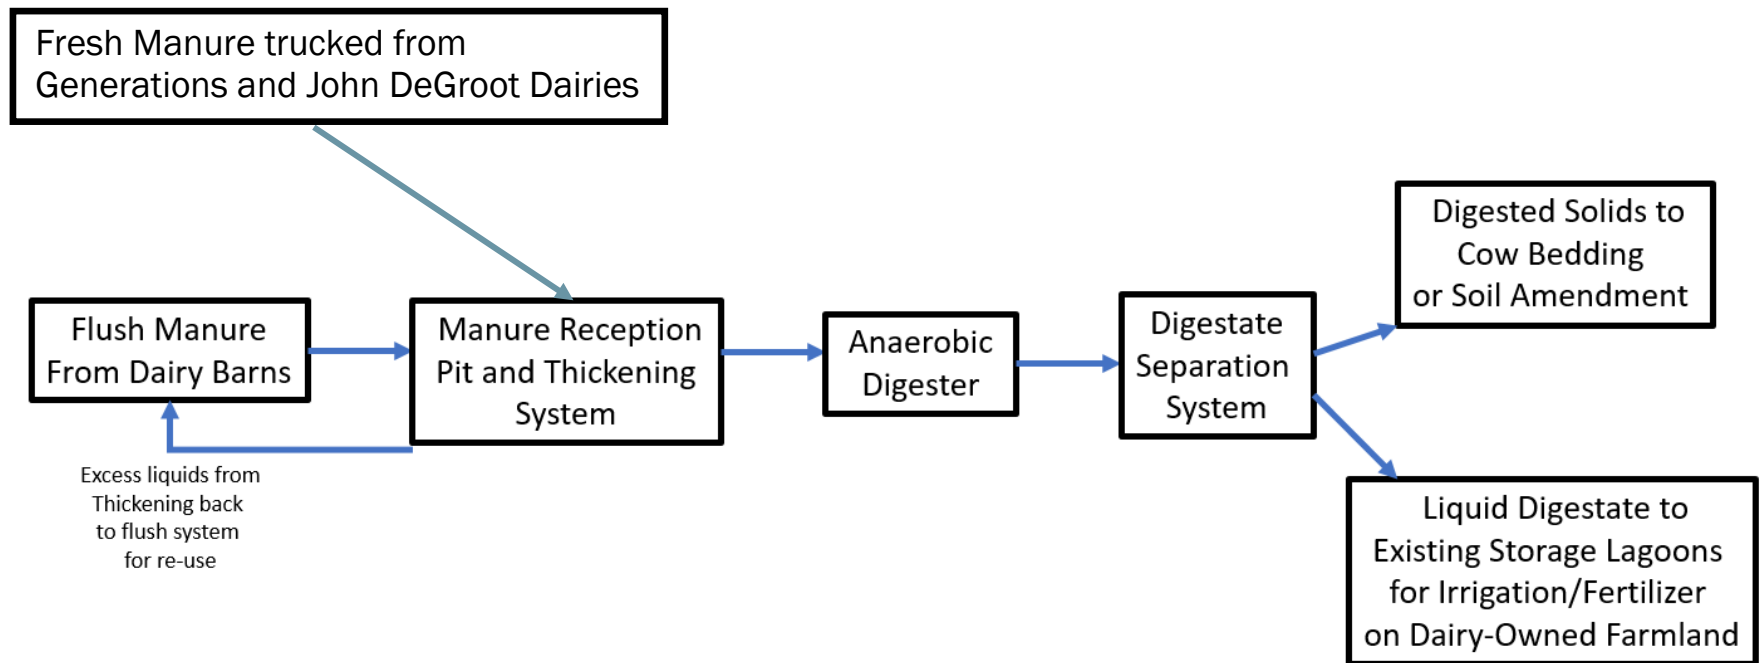 Fresh Manure trucked from
Generations and John DeGroot Dairies
Flush Manure
From Dairy Barns
Excess liquids from
Thickening back
to flush system
for re-use
Manure Reception
Pit and Thickening
System
Anaerobic
Digester
Digestate
Separation
System
Digested Solids to
Cow Bedding
or Soil Amendment
Liquid Digestate to
Existing Storage Lagoons
for Irrigation/Fertilizer
on Dairy-Owned Farmland